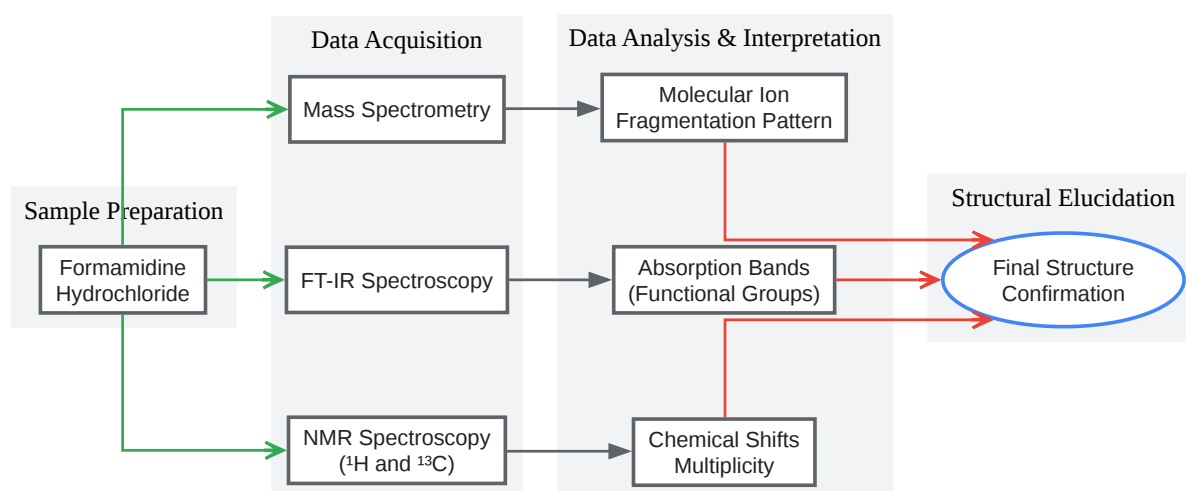 Sample Preparation
Formamidine
Hydrochloride
Data Acquisition
Mass Spectrometry
FT-IR Spectroscopy
NMR Spectroscopy
(¹H and ¹³C)
Data Analysis & Interpretation
Molecular Ion
Fragmentation Pattern
Absorption Bands
(Functional Groups)
Chemical Shifts
Multiplicity
Structural Elucidation
Final Structure
Confirmation